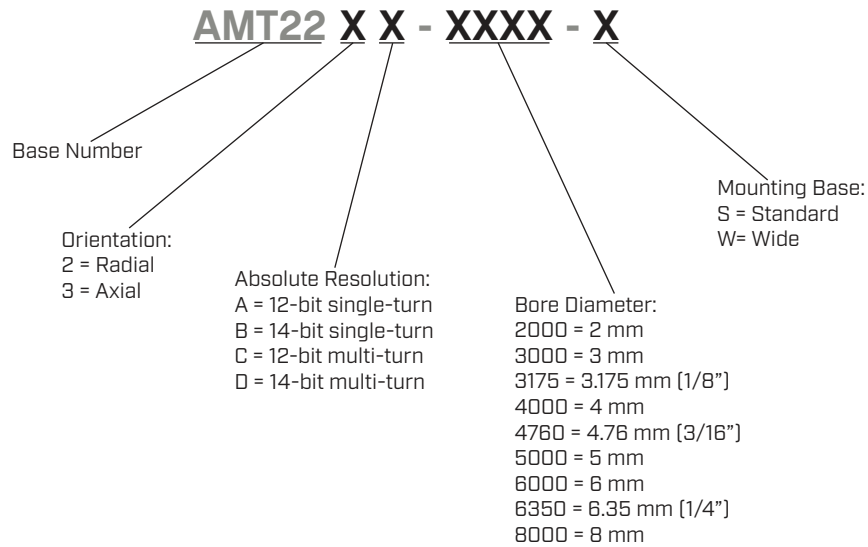 AMT22 X X - XXXX - X
Base Number
Orientation:
2 = Radial
3 = Axial
Absolute Resolution:
A = 12-bit single-turn
B = 14-bit single-turn
C = 12-bit multi-turn
D = 14-bit multi-turn
Bore Diameter:
2000 = 2 mm
3000 = 3 mm
3175 = 3.175 mm (1/8”)
4000 = 4 mm
4760 = 4.76 mm (3/16”)
5000 = 5 mm
6000 = 6 mm
6350 = 6.35 mm (1/4”)
8000 = 8 mm
Mounting Base:
S = Standard
W= Wide